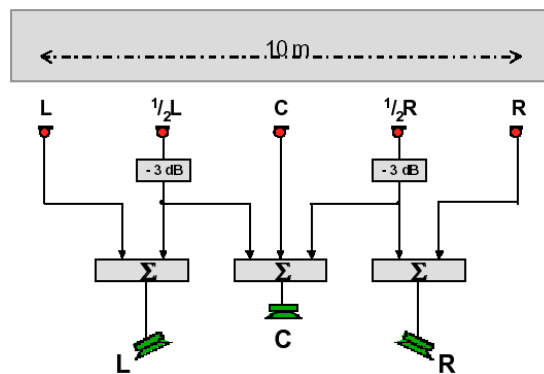 10 m
L ¹/₂L C ¹/₂R R
- 3 dB - 3 dB
Σ Σ Σ
C
L R